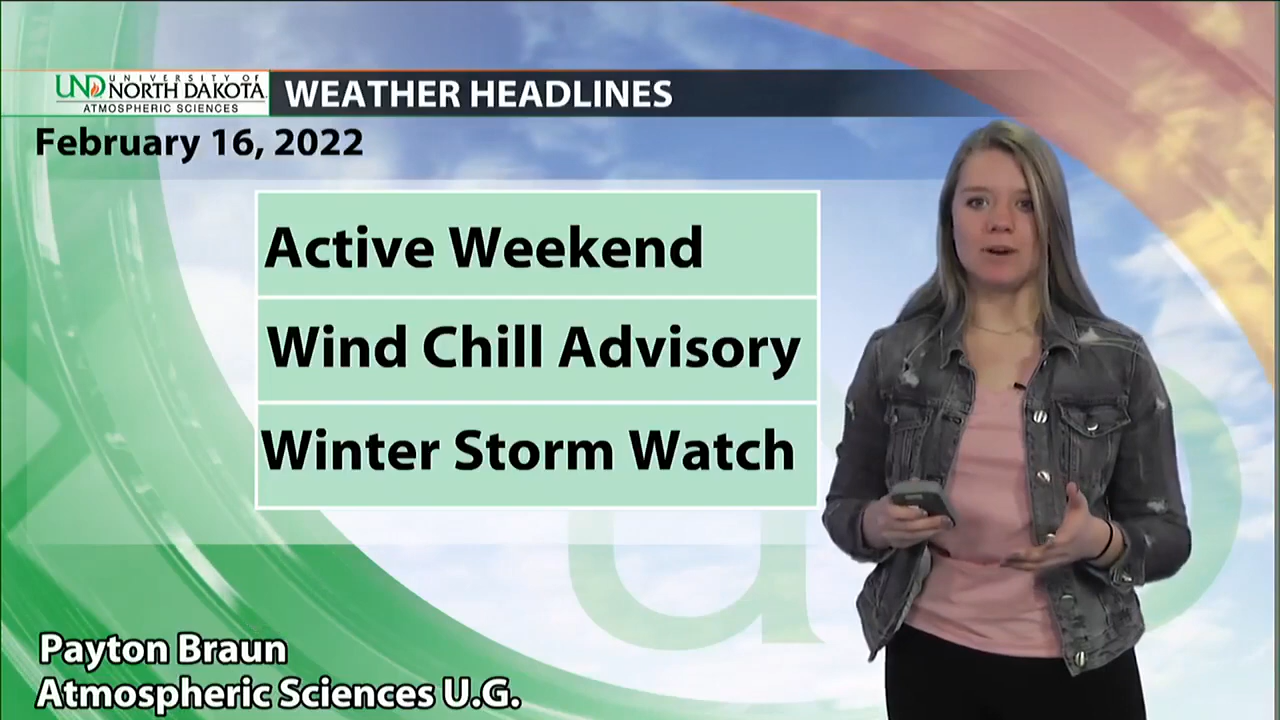 UND UNIVERSITY OF
NORTH DAKOTA
ATMOSPHERIC SCIENCES
WEATHER HEADLINES
February 16, 2022
Active Weekend
Wind Chill Advisory
Winter Storm Watch
Payton Braun
Atmospheric Sciences U.G.